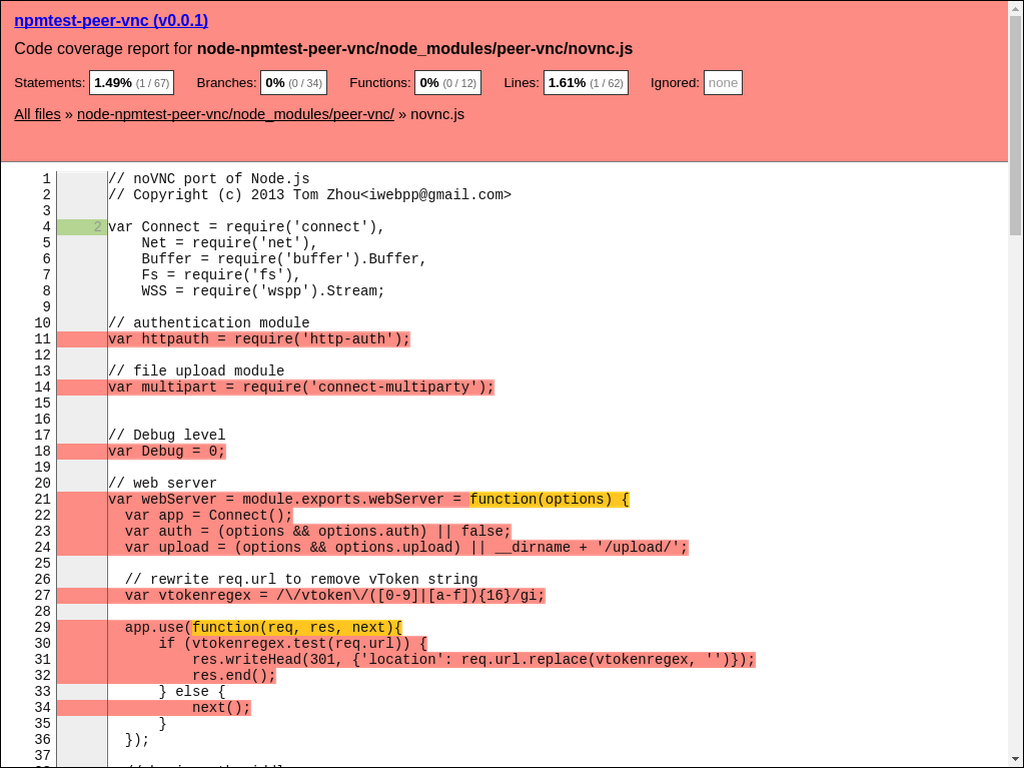 npmtest-peer-vnc (v0.0.1)
Code coverage report for node-npmtest-peer-vnc/node_modules/peer-vnc/novnc.js
Statements: 1.49% (1 / 67) Branches: 0% (0 / 34) Functions: 0% (0 / 12) Lines: 1.61% (1 / 62) Ignored: none
All files » node-npmtest-peer-vnc/node_modules/peer-vnc/ » novnc.js
1 // noVNC port of Node.js
2 // Copyright (c) 2013 Tom Zhou<iwebpp@gmail.com>
3
4 2 var Connect = require('connect'),
5 Net = require('net'),
6 Buffer = require('buffer').Buffer,
7 Fs = require('fs'),
8 WSS = require('wspp').Stream;
9
10 // authentication module
11 var httpauth = require('http-auth');
12
13 // file upload module
14 var multipart = require('connect-multiparty');
15
16
17 // Debug level
18 var Debug = 0;
19
20 // web server
21 var webServer = module.exports.webServer = function(options) {
22 var app = Connect();
23 var auth = (options && options.auth) || false;
24 var upload = (options && options.upload) || __dirname + '/upload/';
25
26 // rewrite req.url to remove vToken string
27 var vtokenregex = /\/vtoken\/([0-9]|[a-f]){16}/gi;
28
29 app.use(function(req, res, next){
30 if (vtokenregex.test(req.url)) {
31 res.writeHead(301, {'location': req.url.replace(vtokenregex, '')});
32 res.end();
33 } else {
34 next();
35 }
36 });
37